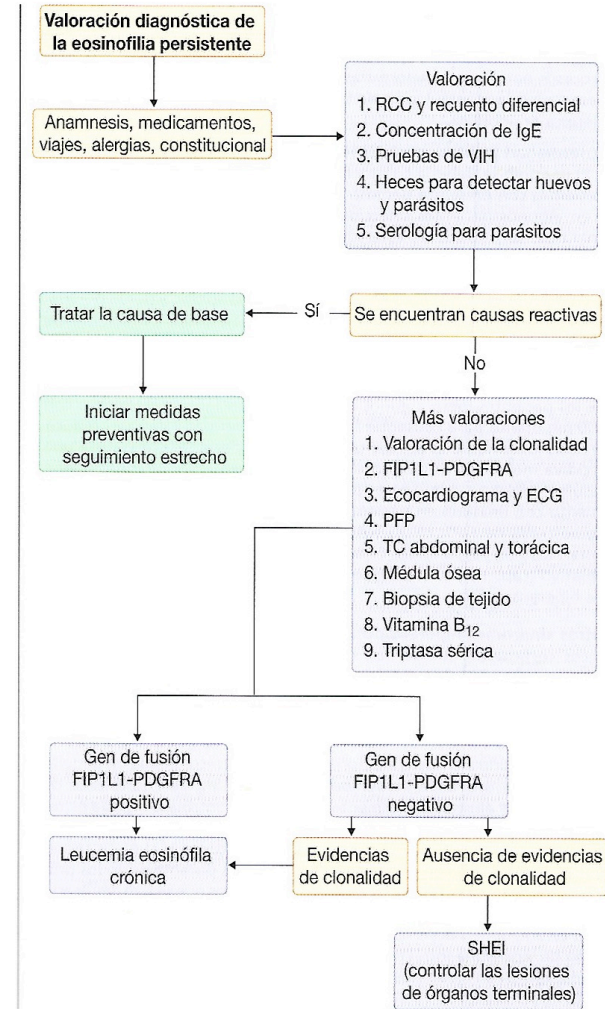 Valoración diagnóstica de
la eosinofilia persistente
Anamnesis, medicamentos,
viajes, alergias, constitucional
Valoración
1. RCC y recuento diferencial
2. Concentración de IgE
3. Pruebas de VIH
4. Heces para detectar huevos
y parásitos
5. Serología para parásitos
Tratar la causa de base
Sí
Se encuentran causas reactivas
No
Iniciar medidas
preventivas con
seguimiento estrecho
Más valoraciones
1. Valoración de la clonalidad
2. FIP1L1-PDGFRA
3. Ecocardiograma y ECG
4. PFP
5. TC abdominal y torácica
6. Médula ósea
7. Biopsia de tejido
8. Vitamina B12
9. Triptasa sérica
Gen de fusión
FIP1L1-PDGFRA
positivo
Gen de fusión
FIP1L1-PDGFRA
negativo
Leucemia eosinófila
crónica
Evidencias
de clonalidad
Ausencia de evidencias
de clonalidad
SHEI
(controlar las lesiones
de órganos terminales)